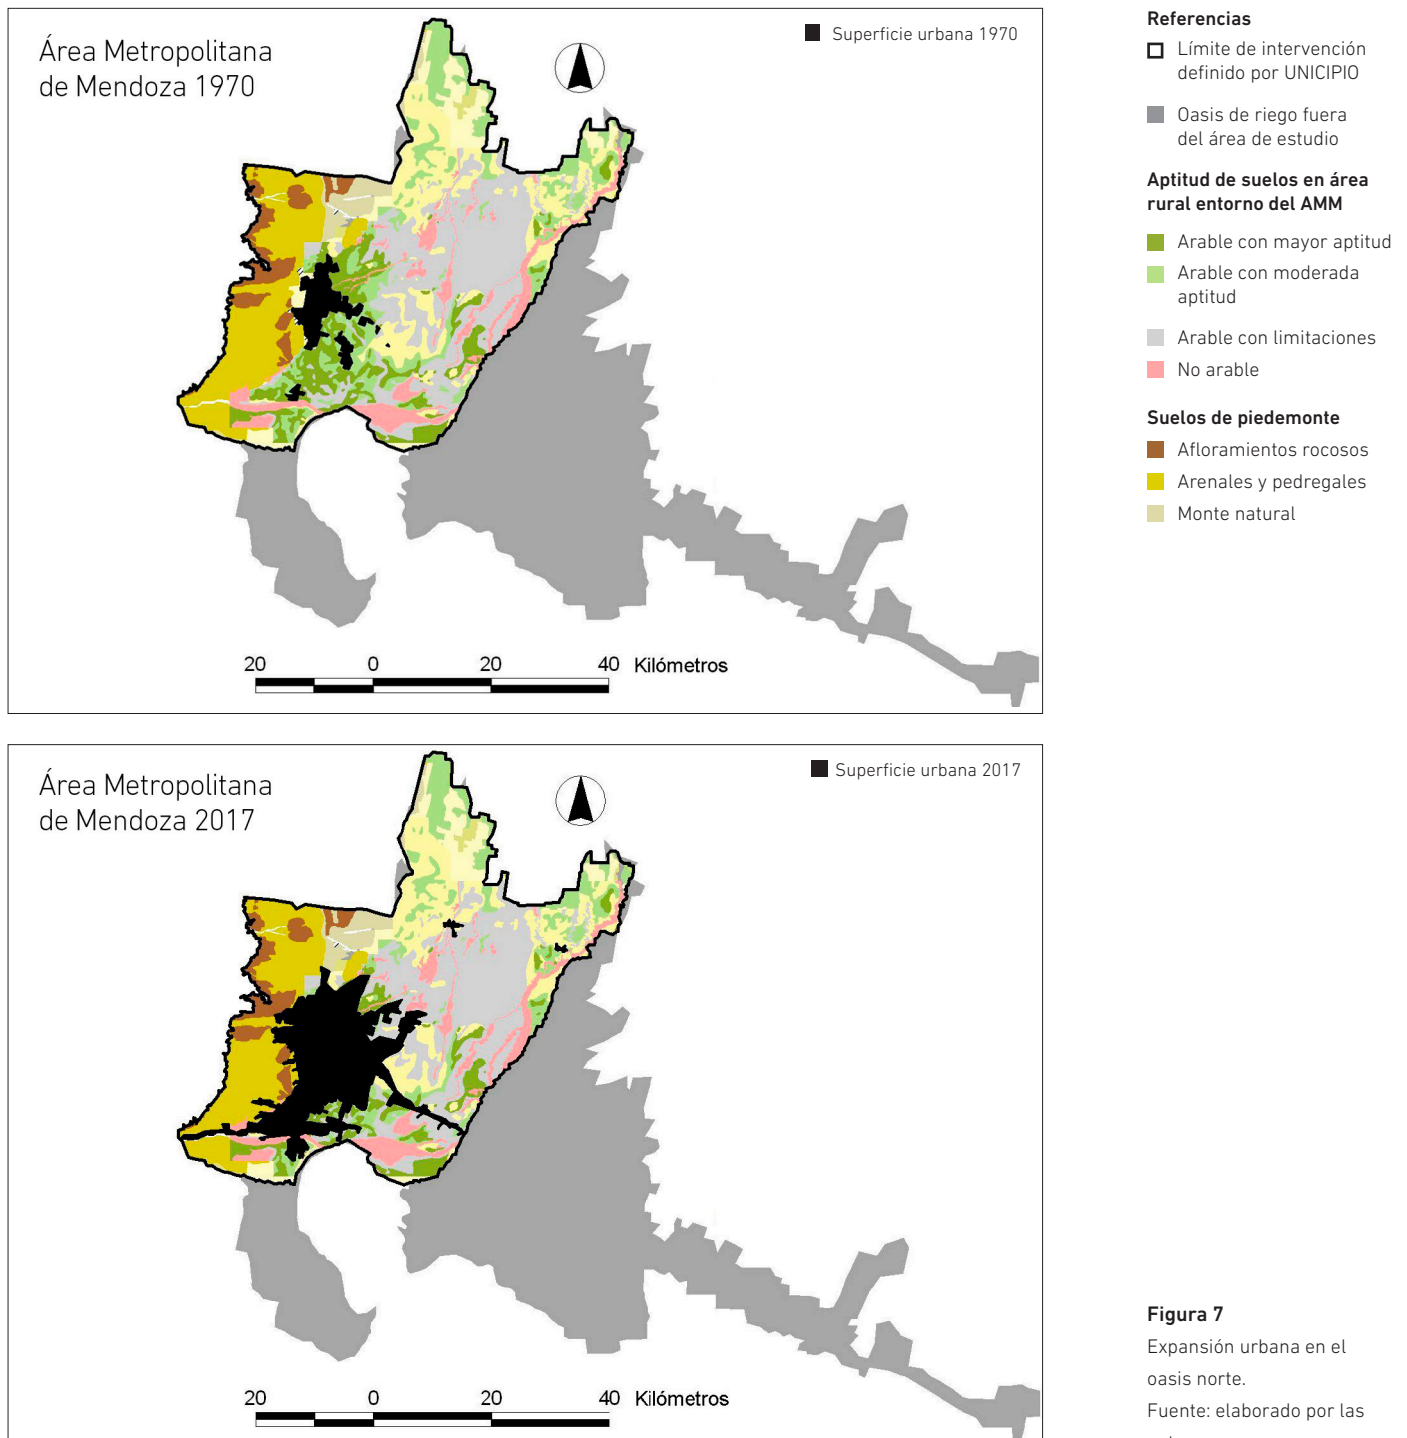 Área Metropolitana
de Mendoza 1970
Superficie urbana 1970
20 0 20 40 Kilómetros
Referencias
Límite de intervención
definido por UNICIPIO
Oasis de riego fuera
del área de estudio
Aptitud de suelos en área
rural entorno del AMM
Arable con mayor aptitud
Arable con moderada
aptitud
Arable con limitaciones
No arable
Suelos de piedemonte
Afloramientos rocosos
Arenales y pedregales
Monte natural
Área Metropolitana
de Mendoza 2017
Superficie urbana 2017
20 0 20 40 Kilómetros
Figura 7
Expansión urbana en el
oasis norte.
Fuente: elaborado por las